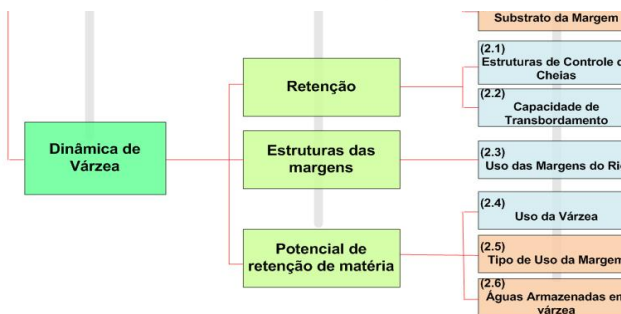 Substrato da Margem
(2.1)
Estruturas de Controle d
Cheias
Retenção
(2.2)
Capacidade de
Transbordamento
Dinâmica de
Várzea
Estruturas das
margens
(2.3)
Uso das Margens do Ri
(2.4)
Uso da Várzea
Potencial de
retenção de matéria
(2.5)
Tipo de Uso da Margem
(2.6)
Águas Armazenadas em
várzea